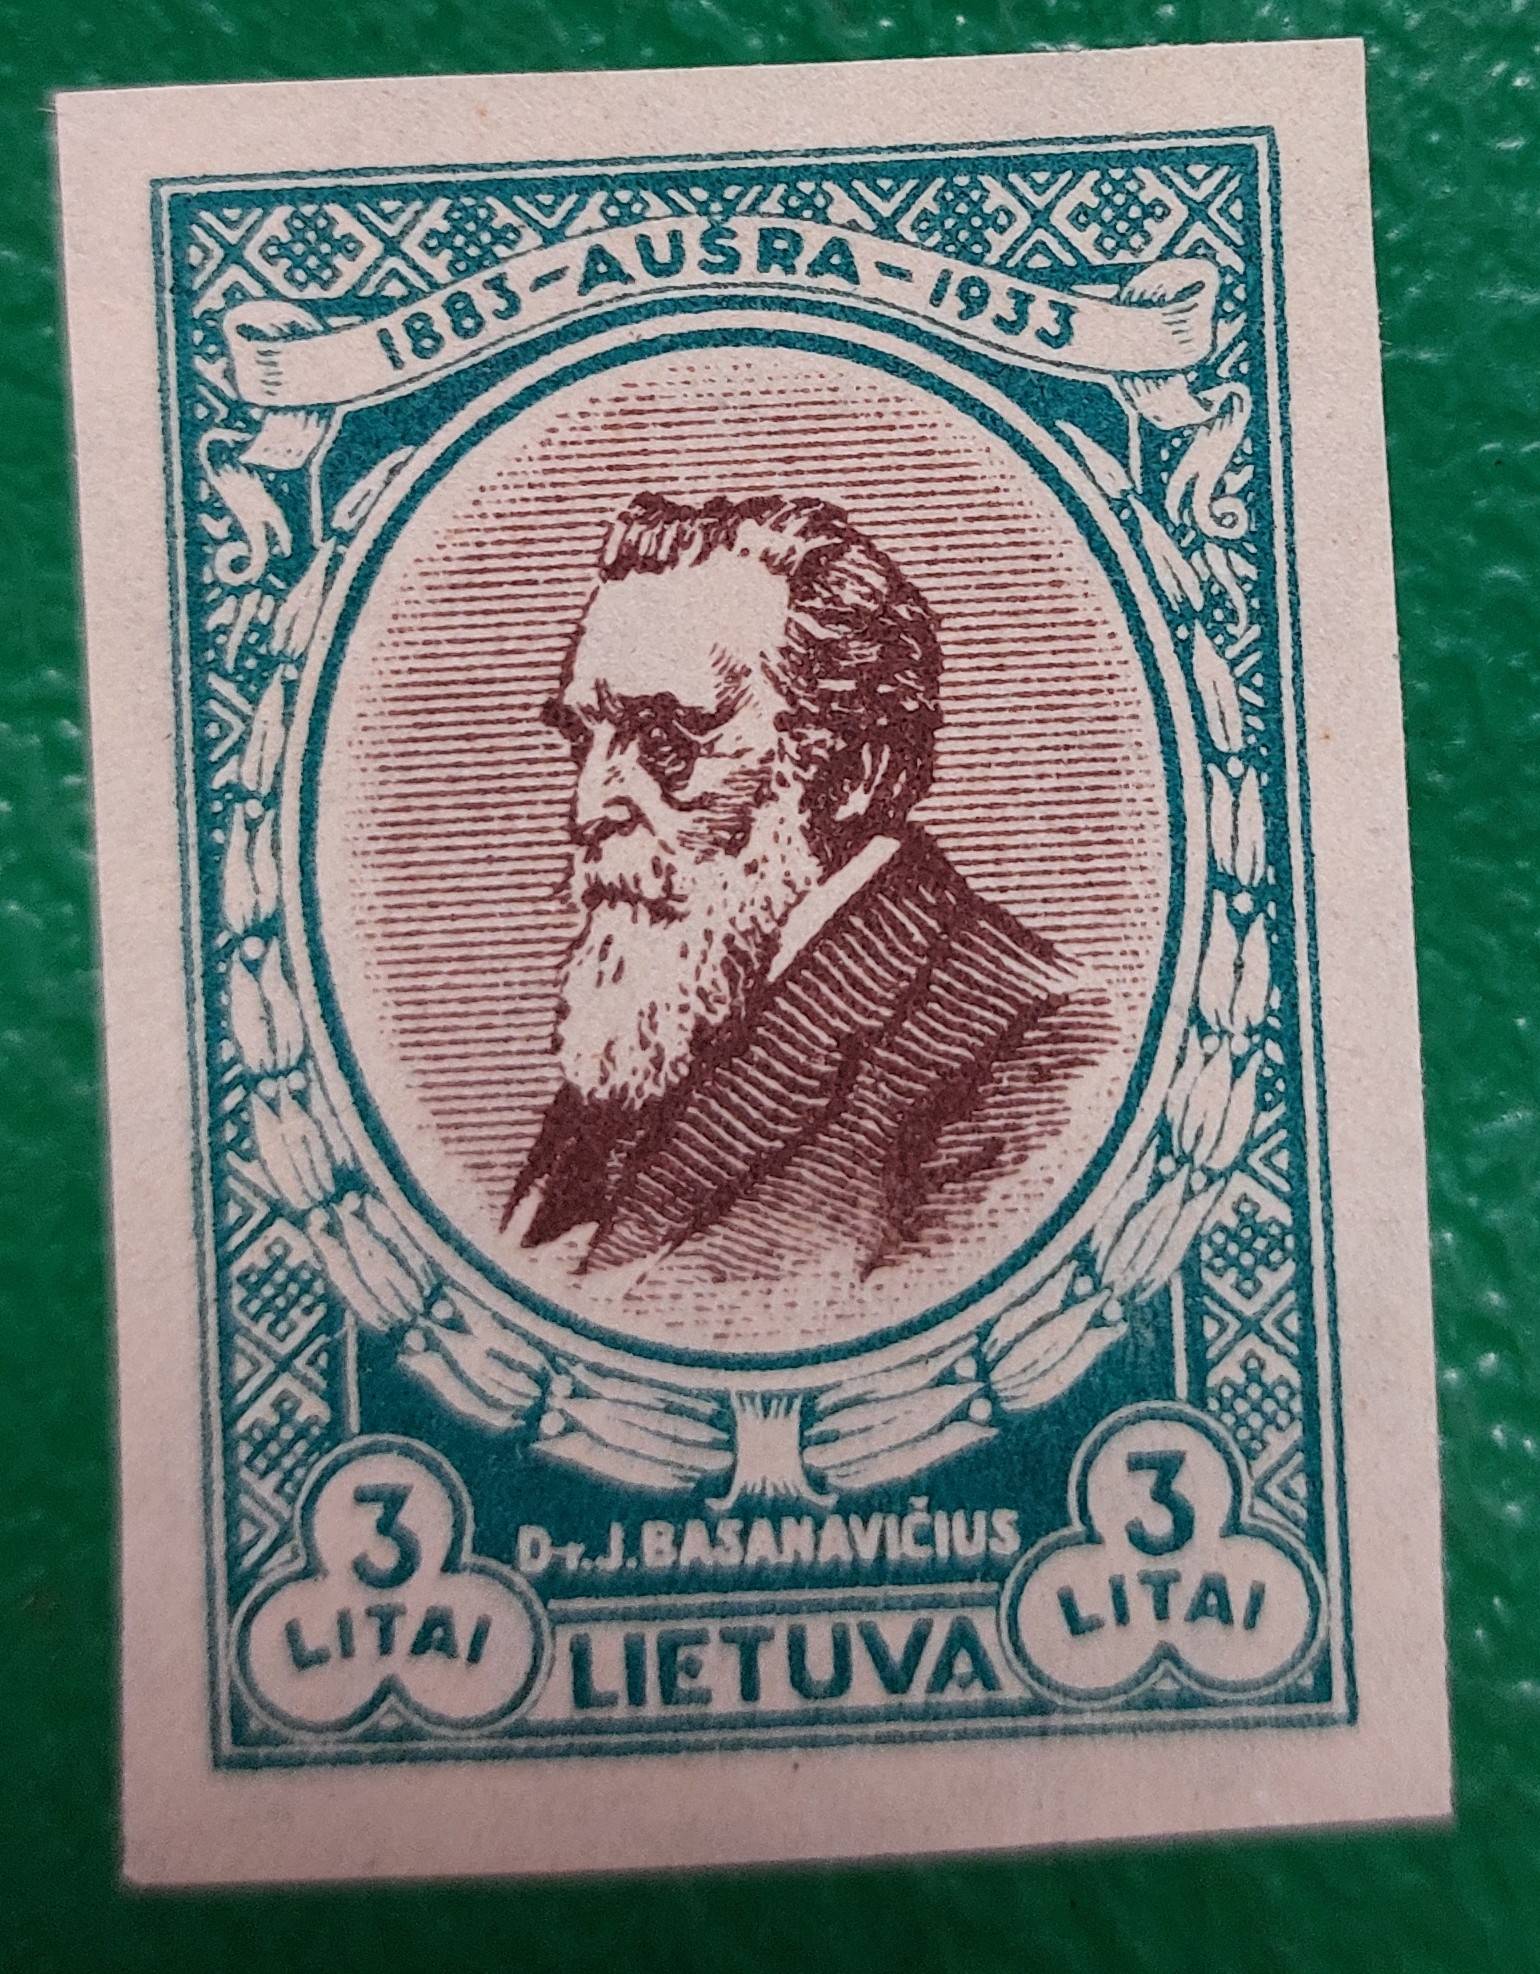 1883-AUŠRA-1933
Dr.J.BASANAVIČIUS
3
LITAI
LIETUVA
3
LITAI